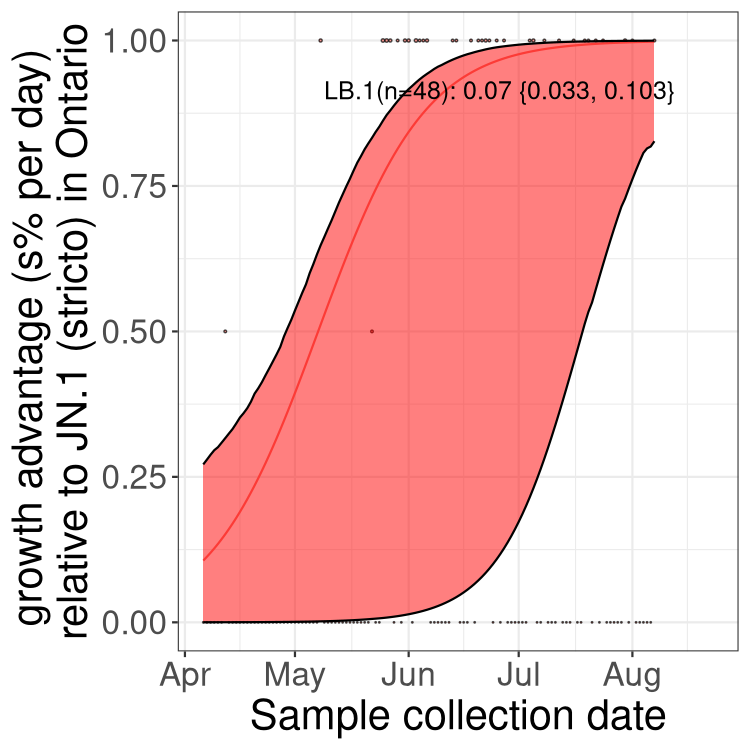 growth advantage (s% per day)
relative to JN.1 (stricto) in Ontario
1.00
0.75
0.50
0.25
0.00
LB.1(n=48): 0.07 {0.033, 0.103}
Apr May Jun Jul Aug
Sample collection date